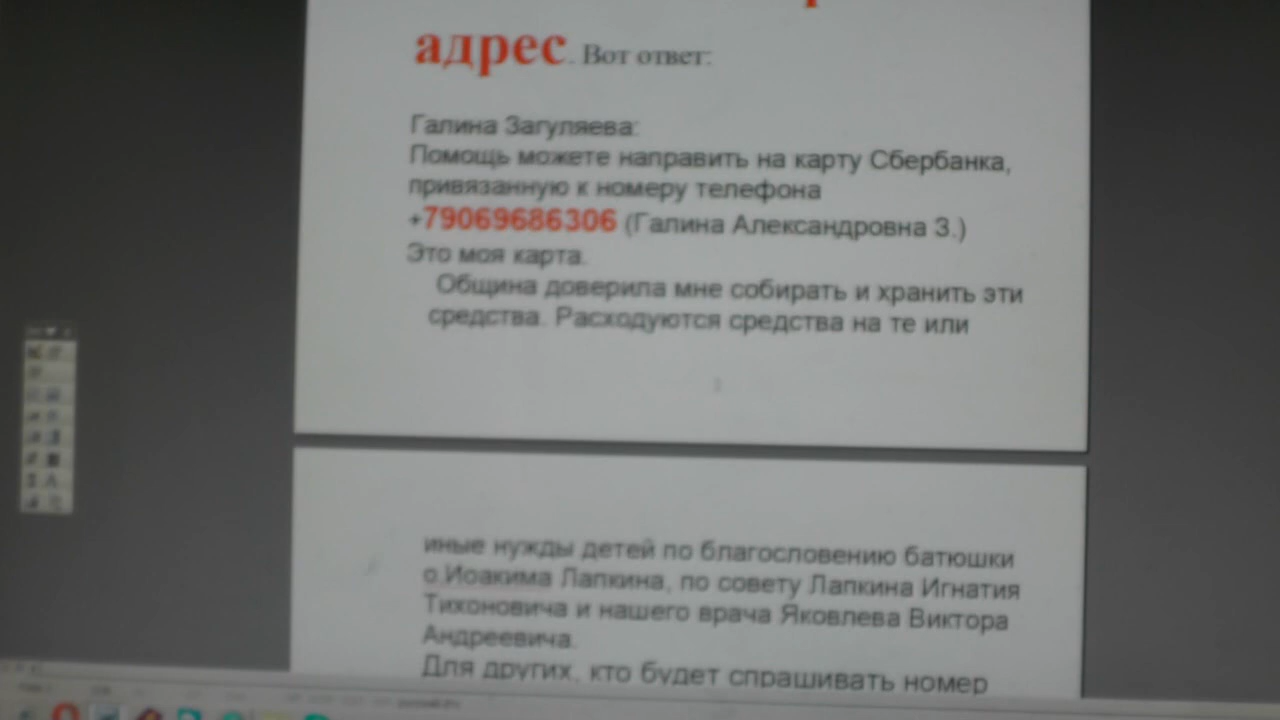 адрес. Вот ответ:
Галина Загуляева:
Помощь можете направить на карту Сбербанка,
привязанную к номеру телефона
+79069686306 (Галина Александровна З.)
Это моя карта.
Община доверила мне собирать и хранить эти
средства. Расходуются средства на те или
иные нужды детей по благословению батюшки
о.Иоакима Лапкина, по совету Лапкина Игнатия
Тихоновича и нашего врача Яковлева Виктора
Андреевича.
Для других, кто будет спрашивать номер